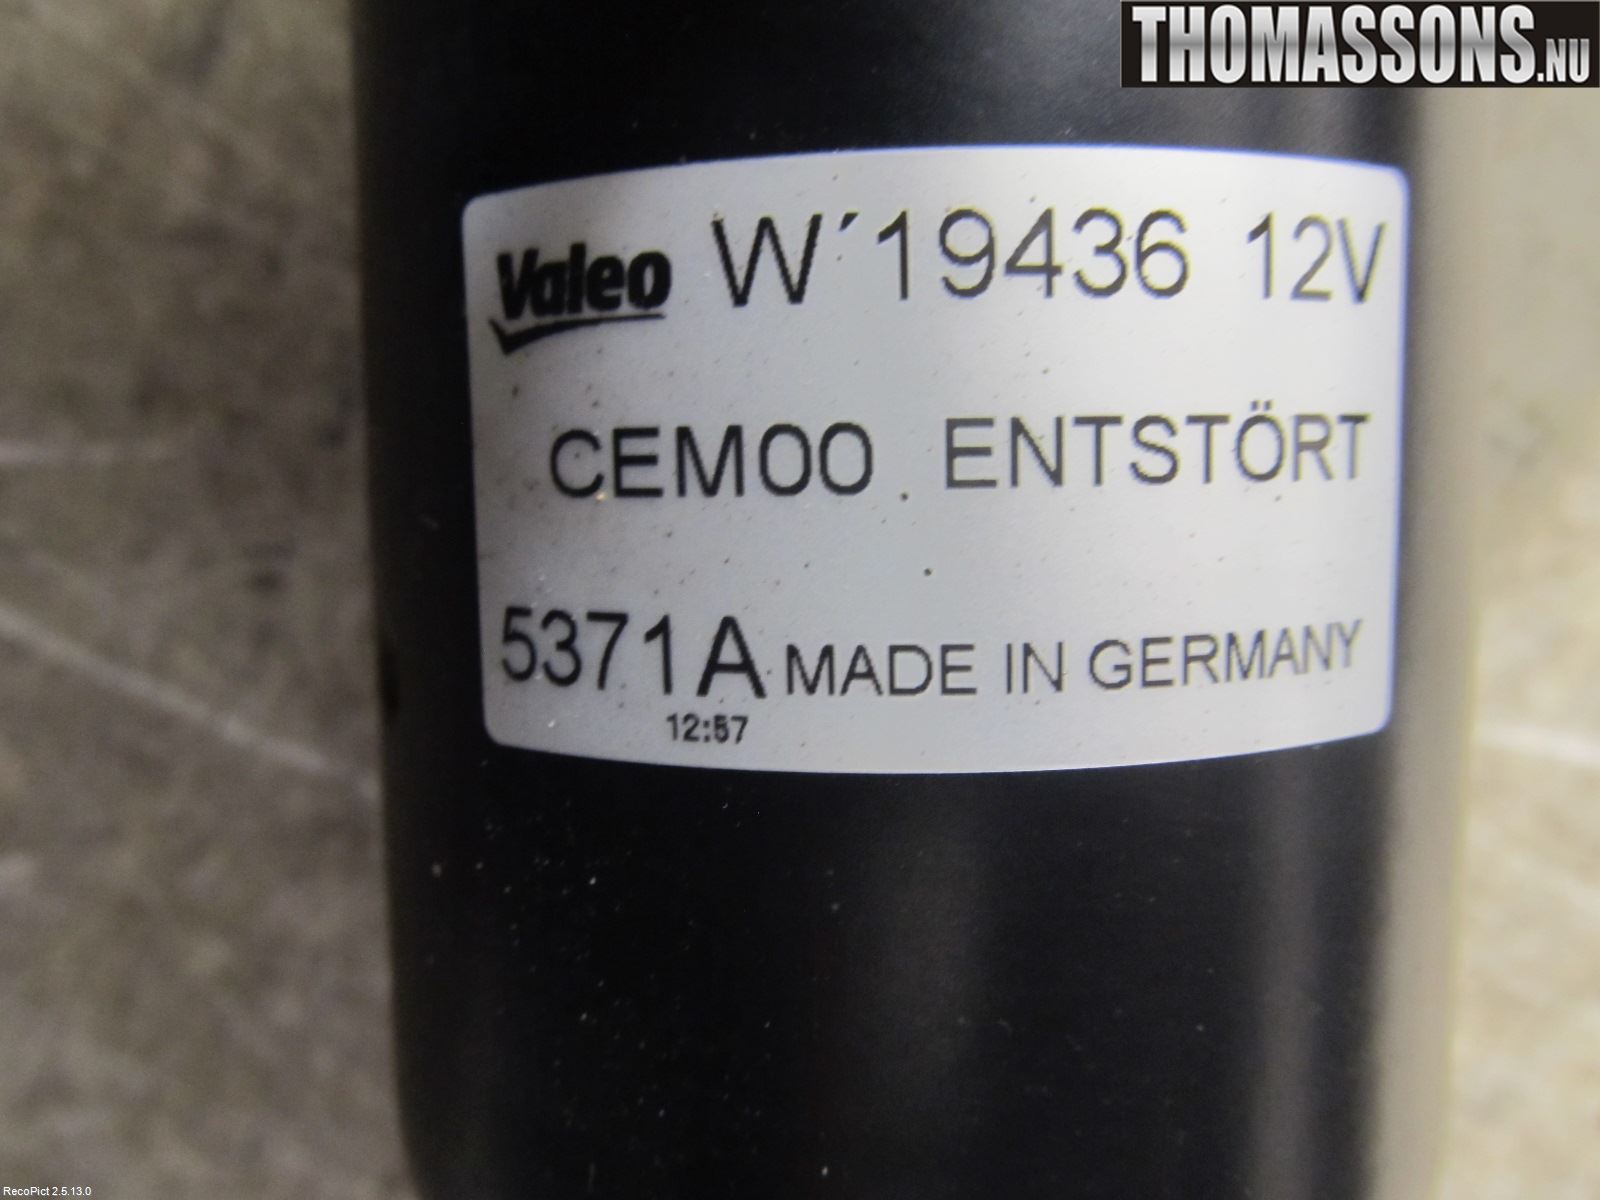 THOMASSONS.NU
Valeo W´19436 12V
CEM00 ENTSTÖRT
5371A MADE IN GERMANY
12:57
RecoPict 2.5.13.0